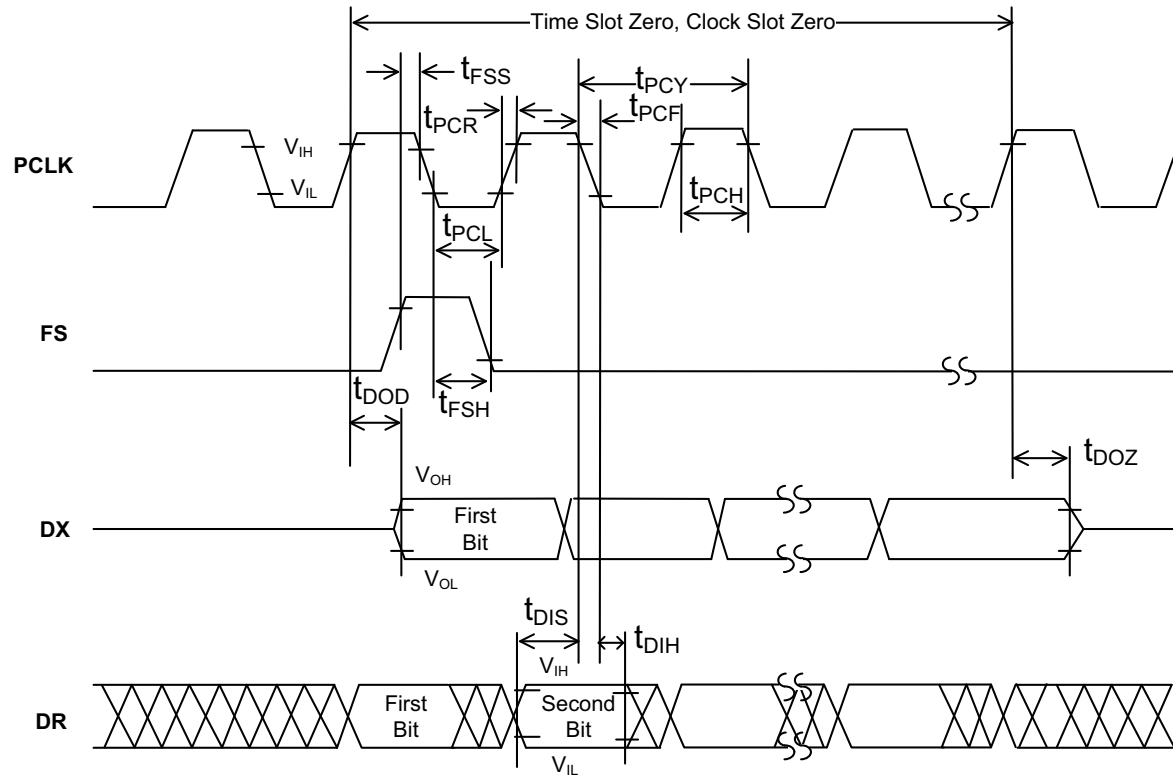 Time Slot Zero, Clock Slot Zero
tFSS
tPCY
tPCR
tPCF
PCLK
VIH
VIL
tPCH
tPCL
FS
tDOD
tFSH
tDOZ
VOH
DX
First
Bit
VOL
tDIS
tDIH
VIH
DR
First
Bit
Second
Bit
VIL